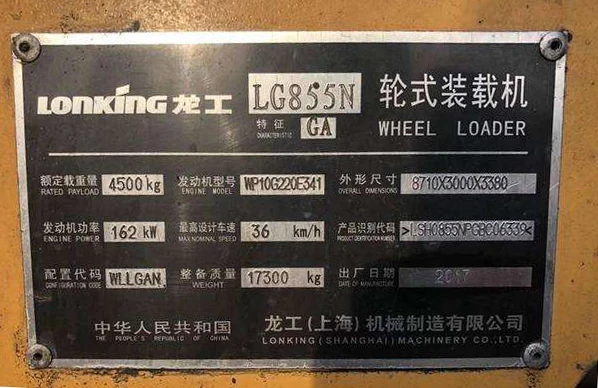 LONKING 龙工 LG855N 轮式装载机
特征 CHARACTERISTIC GA WHEEL LOADER
额定载重量 4500kg 发动机型号 WP10G220E341 外形尺寸 8710X3000X3380
RATED PAYLOAD ENGINE MODEL OVERALL DIMENSIONS
发动机功率 162 kW 最高设计车速 36 km/h 产品识别代码 >LSH0855NPGBC06339<
ENGINE POWER MAX NOMINAL SPEED PRODUCT IDENTIFICATION NUMBER
配置代码 WLLGAN 整备质量 17300 kg 出厂日期 2017
CONFIGURATION CODE WEIGHT DATE OF MANUFACTURE
中华人民共和国 龙工(上海)机械制造有限公司
THE PEOPLE'S REPUBLIC OF CHINA LONKING (SHANGHAI) MACHINERY CO.,LTD